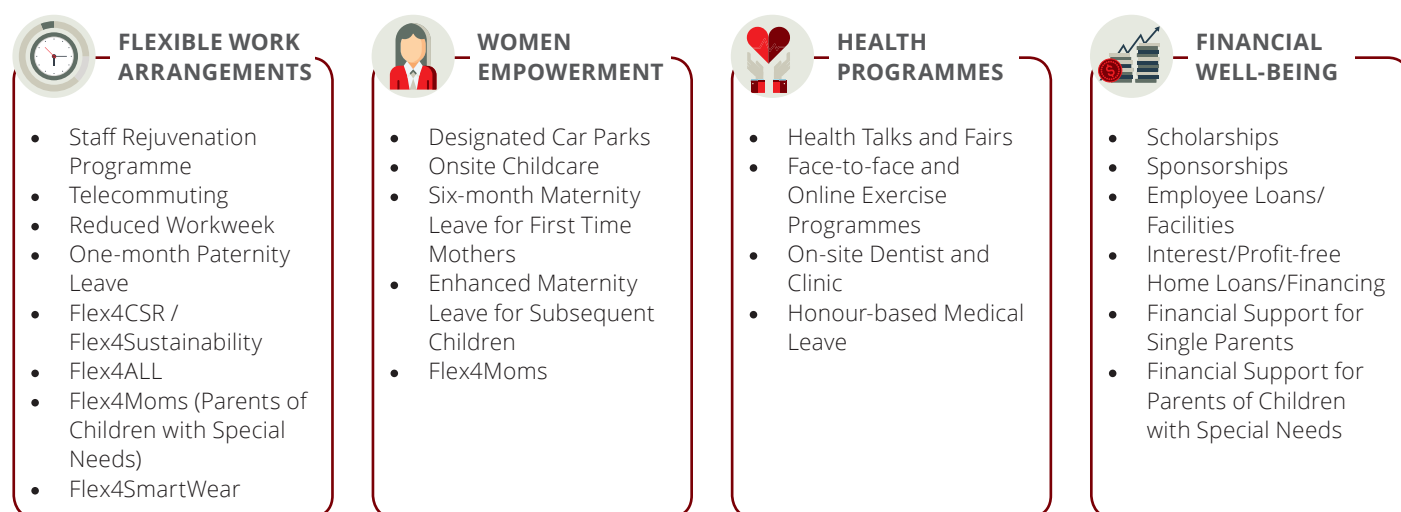 FLEXIBLE WORK
ARRANGEMENTS
• Staff Rejuvenation
Programme
• Telecommuting
• Reduced Workweek
• One-month Paternity
Leave
• Flex4CSR /
Flex4Sustainability
• Flex4ALL
• Flex4Moms (Parents of
Children with Special
Needs)
• Flex4SmartWear
WOMEN
EMPOWERMENT
• Designated Car Parks
• Onsite Childcare
• Six-month Maternity
Leave for First Time
Mothers
• Enhanced Maternity
Leave for Subsequent
Children
• Flex4Moms
HEALTH
PROGRAMMES
• Health Talks and Fairs
• Face-to-face and
Online Exercise
Programmes
• On-site Dentist and
Clinic
• Honour-based Medical
Leave
FINANCIAL
WELL-BEING
• Scholarships
• Sponsorships
• Employee Loans/
Facilities
• Interest/Profit-free
Home Loans/Financing
• Financial Support for
Single Parents
• Financial Support for
Parents of Children
with Special Needs